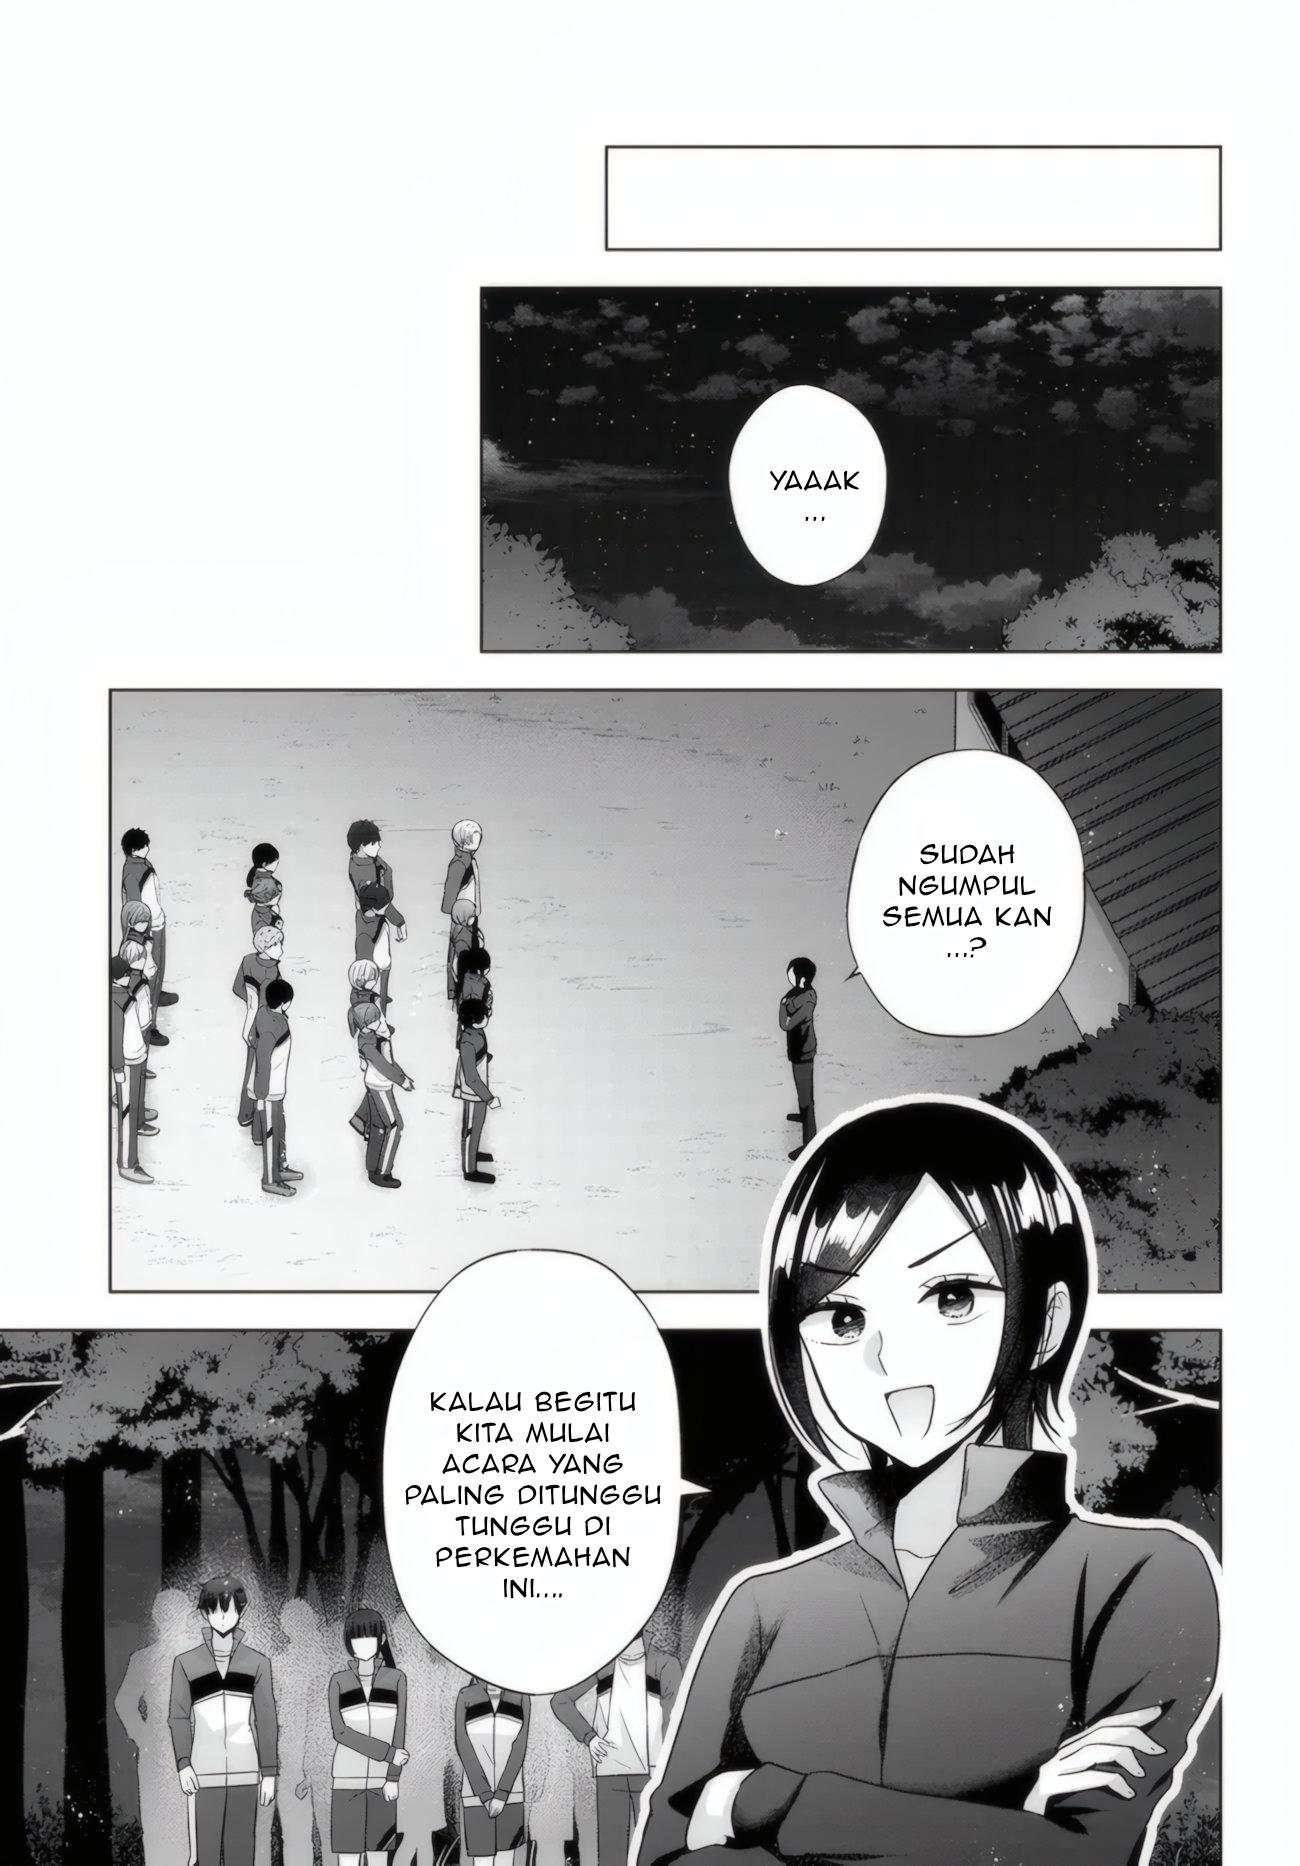 YAAAK
...
SUDAH
NGUMPUL
SEMUA KAN
...?
KALAU BEGITU
KITA MULAI
ACARA YANG
PALING DITUNGGU
TUNGGU DI
PERKEMAHAN
INI....